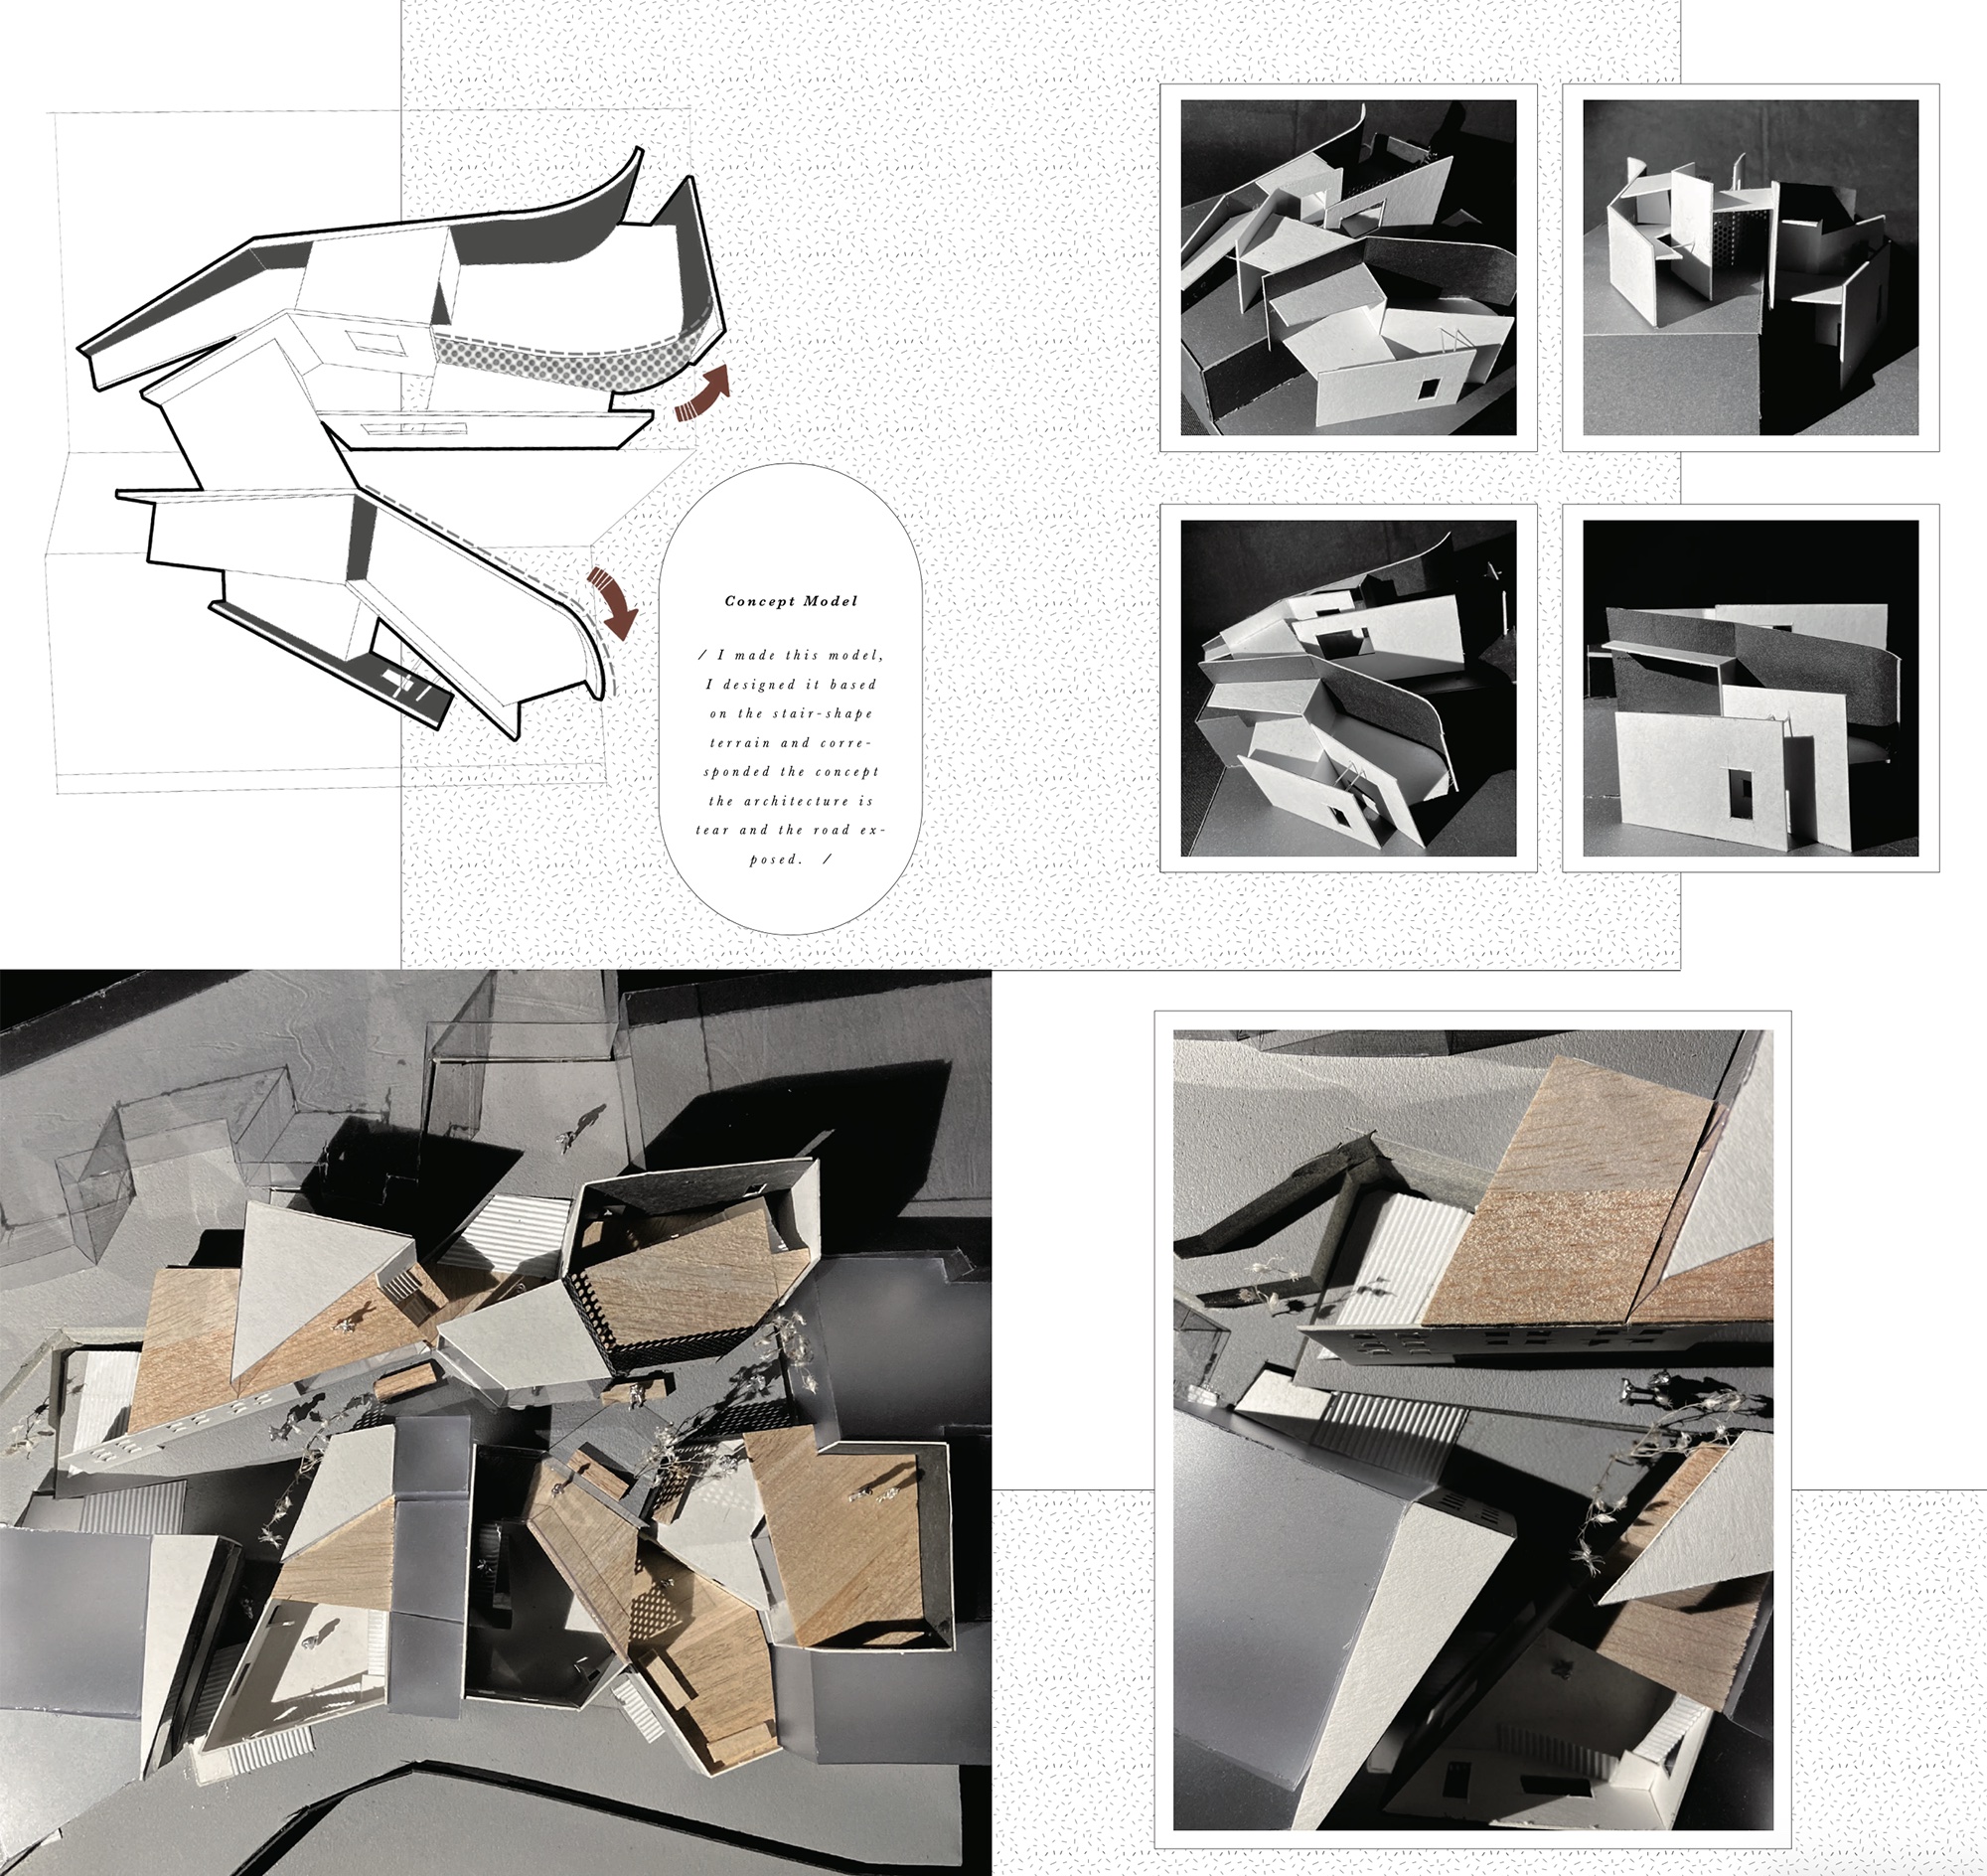 Concept Model
/ I made this model,
I designed it based
on the stair-shape
terrain and corre-
sponded the concept
the architecture is
tear and the road ex-
posed. /